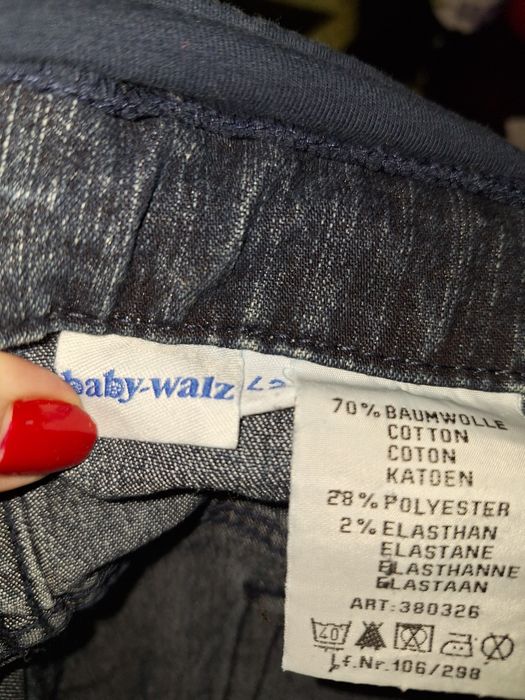 baby-walz
70% BAUMWOLLE
COTTON
COTON
KATOEN
28% POLYESTER
2% ELASTHAN
ELASTANE
ELASTHANNE
ELASTAAN
ART: 380326
40
Lf.Nr. 106/298